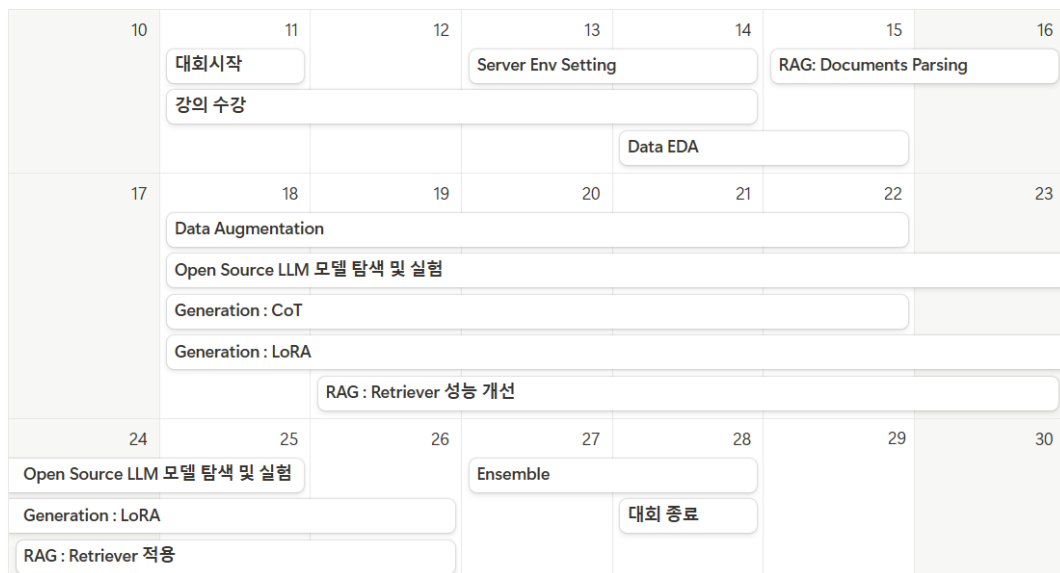 10 11 12 13 14 15 16
대회시작 Server Env Setting RAG: Documents Parsing
강의 수강
Data EDA
17 18 19 20 21 22 23
Data Augmentation
Open Source LLM 모델 탐색 및 실험
Generation : CoT
Generation : LoRA
RAG : Retriever 성능 개선
24 25 26 27 28 29 30
Open Source LLM 모델 탐색 및 실험 Ensemble
Generation : LoRA 대회 종료
RAG : Retriever 적용